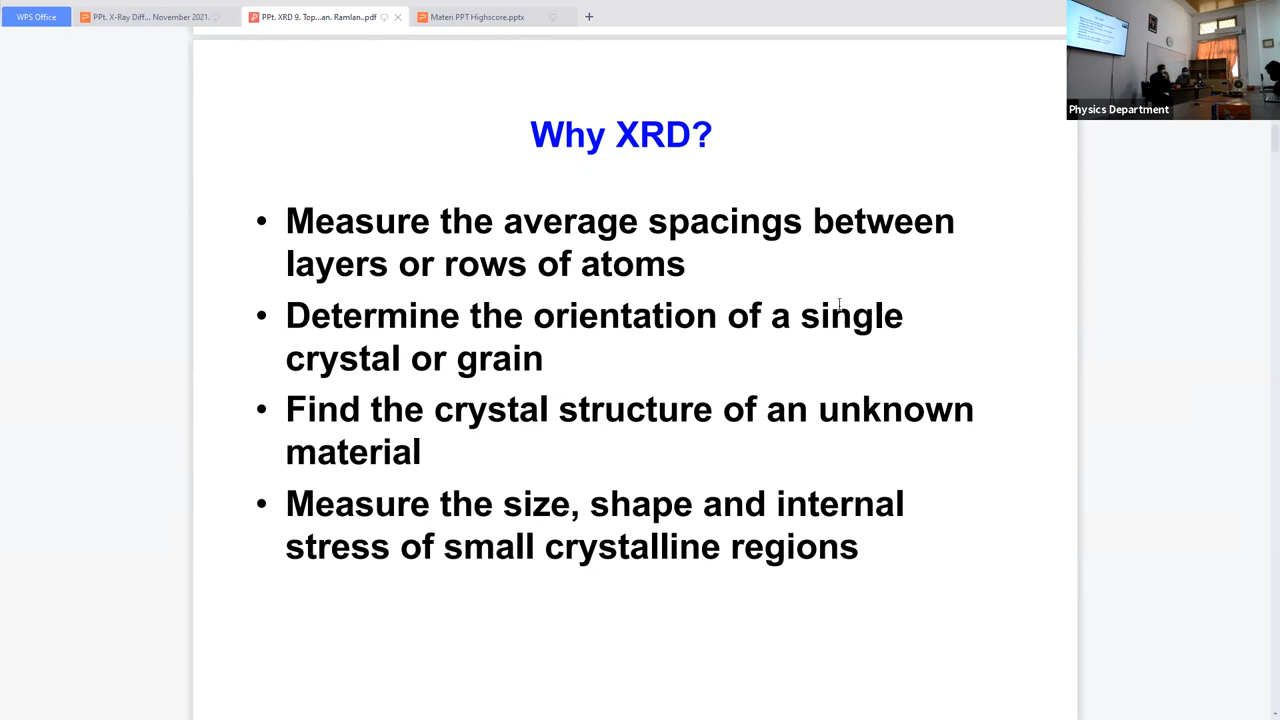 WPS Office
PPt. X-Ray Diff... November 2021.
PPt. XRD 9. Top...an. Ramlan..pdf
Materi PPT Highscore.pptx
Physics Department
Why XRD?
• Measure the average spacings between
layers or rows of atoms
• Determine the orientation of a single
crystal or grain
• Find the crystal structure of an unknown
material
• Measure the size, shape and internal
stress of small crystalline regions